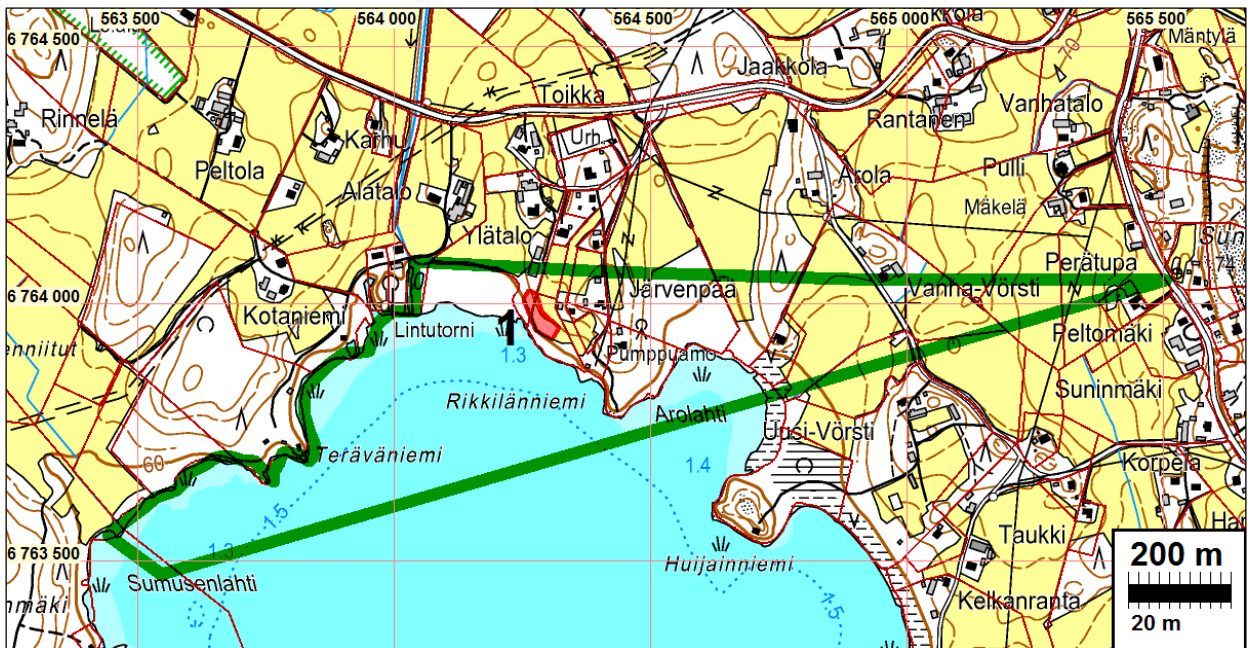 563 500
564 000
564 500
565 000
565 500
6 764 500
Mäntylä
Jaakkola
70
Toikka
Vanhatalo
Rinnelä
Rantanen
Urh.
Karhu
Peltola
Pulli
Arola
Alatalo
Mäkelä
Ylätalo
Perätupa
74
6 764 000
Järvenpää
Vanha-Vörsti
Kotaniemi
Lintutorni
1
Peltomäki
1.3
Pumppuamo
Suninmäki
Rikkilänniemi
Arolahti
Uusi-Vörsti
Teräväniemi
60
1.4
Korpela
1.5
Taukki
1.3
6 763 500
200 m
Huijainniemi
Sumusenlahti
1.5
Kelkanranta
20 m